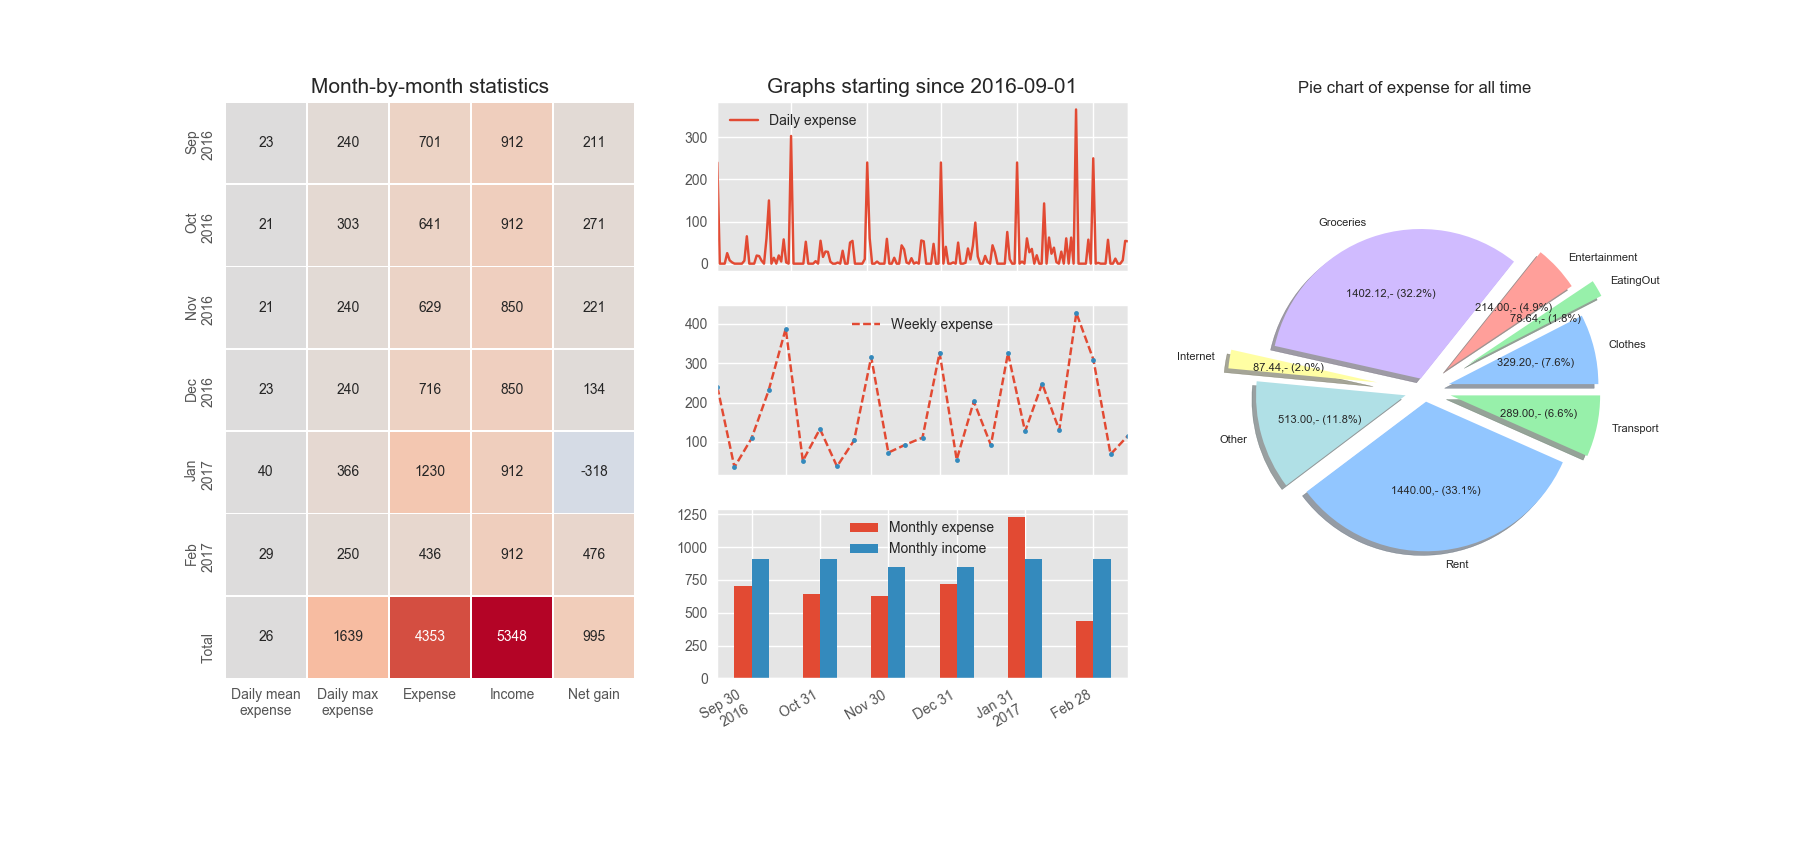 Month-by-month statistics
Sep
2016
23 240 701 912 211
Oct
2016
21 303 641 912 271
Nov
2016
21 240 629 850 221
Dec
2016
23 240 716 850 134
Jan
2017
40 366 1230 912 -318
Feb
2017
29 250 436 912 476
Total
26 1639 4353 5348 995
Daily mean
expense
Daily max
expense
Expense
Income
Net gain
Graphs starting since 2016-09-01
Daily expense
300
200
100
0
Weekly expense
400
300
200
100
Monthly expense
Monthly income
1250
1000
750
500
250
0
Sep 30
2016
Oct 31
Nov 30
Dec 31
Jan 31
2017
Feb 28
Pie chart of expense for all time
Groceries
1402.12,- (32.2%)
Entertainment
214.00,- (4.9%)
EatingOut
78.64,- (1.8%)
Clothes
329.20,- (7.6%)
Internet
87.44,- (2.0%)
Other
513.00,- (11.8%)
Transport
289.00,- (6.6%)
1440.00,- (33.1%)
Rent